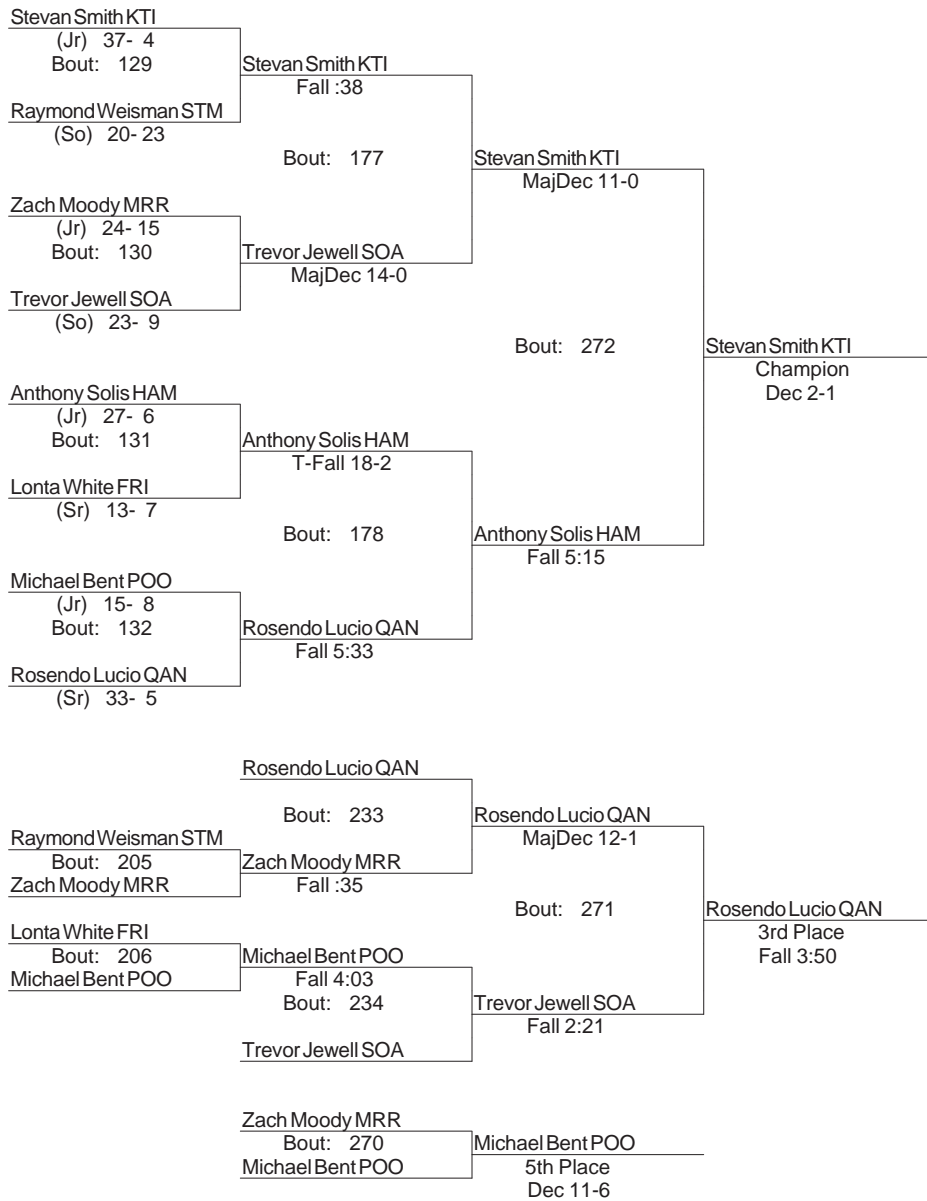 Stevan Smith KTI
(Jr) 37- 4
Bout: 129
Raymond Weisman STM
(So) 20- 23
Stevan Smith KTI
Fall :38
Bout: 177
Zach Moody MRR
(Jr) 24- 15
Bout: 130
Trevor Jewell SOA
(So) 23- 9
Trevor Jewell SOA
MajDec 14-0
Stevan Smith KTI
MajDec 11-0
Bout: 272
Anthony Solis HAM
(Jr) 27- 6
Bout: 131
Lonta White FRI
(Sr) 13- 7
Anthony Solis HAM
T-Fall 18-2
Bout: 178
Michael Bent POO
(Jr) 15- 8
Bout: 132
Rosendo Lucio QAN
(Sr) 33- 5
Rosendo Lucio QAN
Fall 5:33
Anthony Solis HAM
Fall 5:15
Stevan Smith KTI
Champion
Dec 2-1
Rosendo Lucio QAN
Bout: 233
Raymond Weisman STM
Bout: 205
Zach Moody MRR
Zach Moody MRR
Fall :35
Rosendo Lucio QAN
MajDec 12-1
Bout: 271
Lonta White FRI
Bout: 206
Michael Bent POO
Michael Bent POO
Fall 4:03
Bout: 234
Trevor Jewell SOA
Trevor Jewell SOA
Fall 2:21
Rosendo Lucio QAN
3rd Place
Fall 3:50
Zach Moody MRR
Bout: 270
Michael Bent POO
Michael Bent POO
5th Place
Dec 11-6